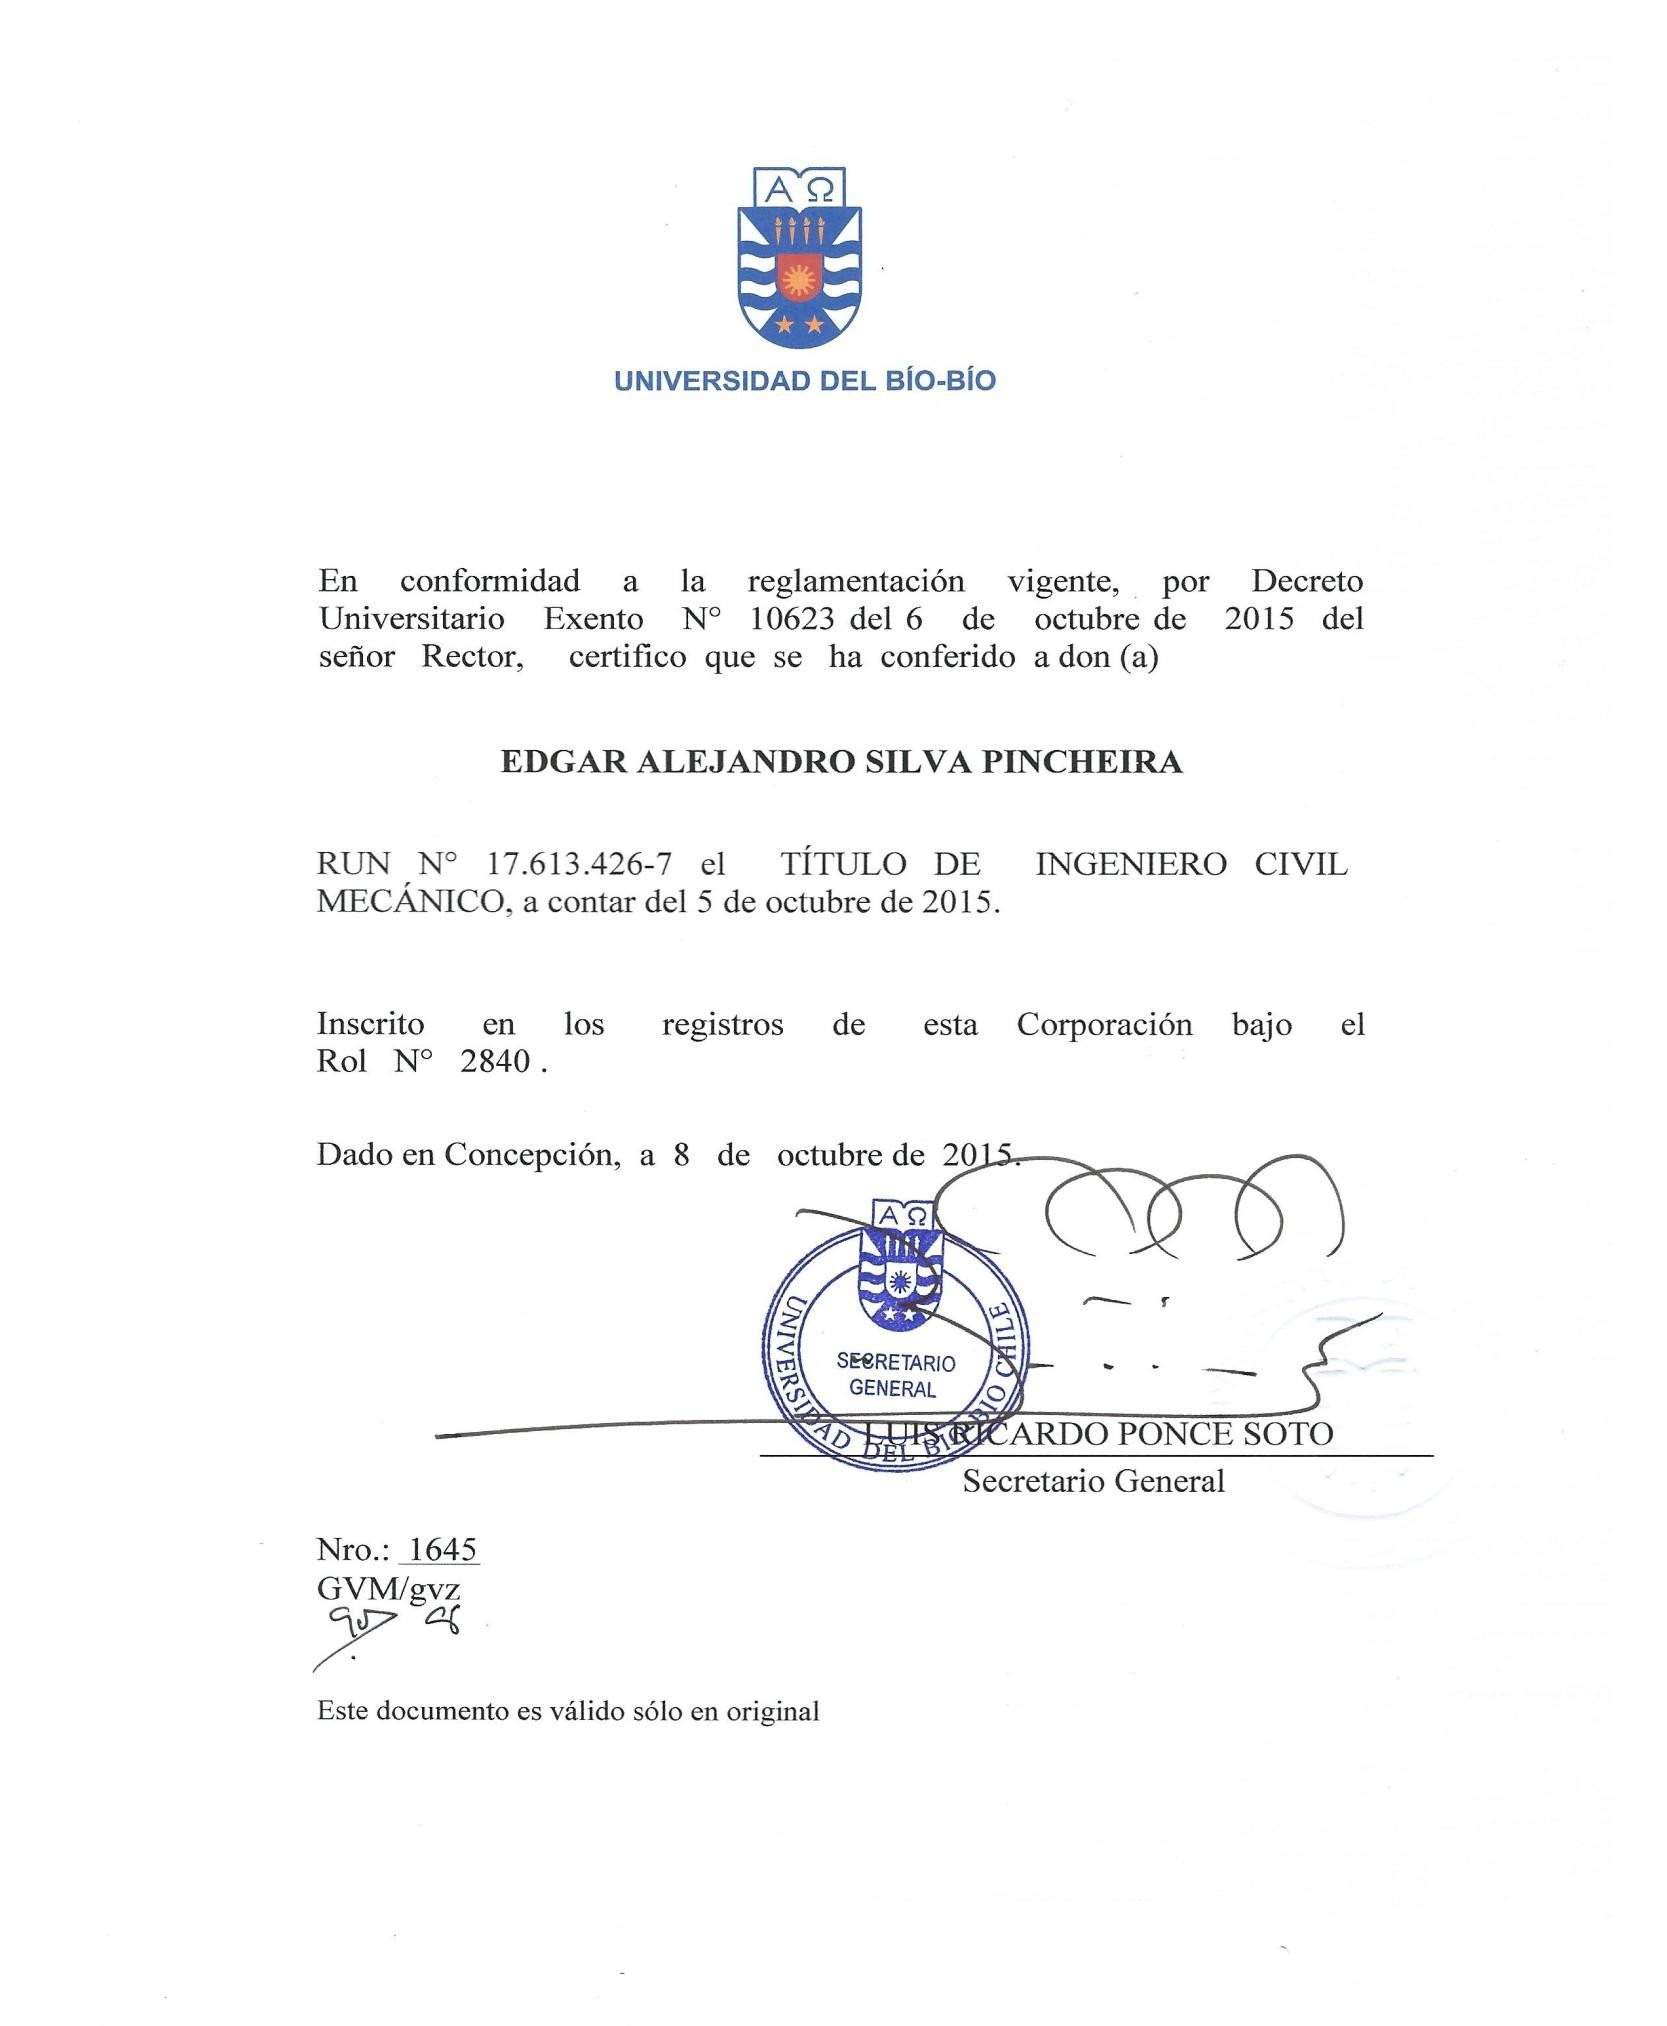 ΑΩ
UNIVERSIDAD DEL BÍO-BÍO
En conformidad a la reglamentación vigente, por Decreto
Universitario Exento N° 10623 del 6 de octubre de 2015 del
señor Rector, certifico que se ha conferido a don (a)
EDGAR ALEJANDRO SILVA PINCHEIRA
RUN N° 17.613.426-7 el TÍTULO DE INGENIERO CIVIL
MECÁNICO, a contar del 5 de octubre de 2015.
Inscrito en los registros de esta Corporación bajo el
Rol N° 2840 .
Dado en Concepción, a 8 de octubre de 2015.
ΑΩ
SECRETARIO
GENERAL
UNIVERSIDAD DEL BIO-BIO CHILE
LUIS RICARDO PONCE SOTO
Secretario General
Nro.: 1645
GVM/gvz
Este documento es válido sólo en original